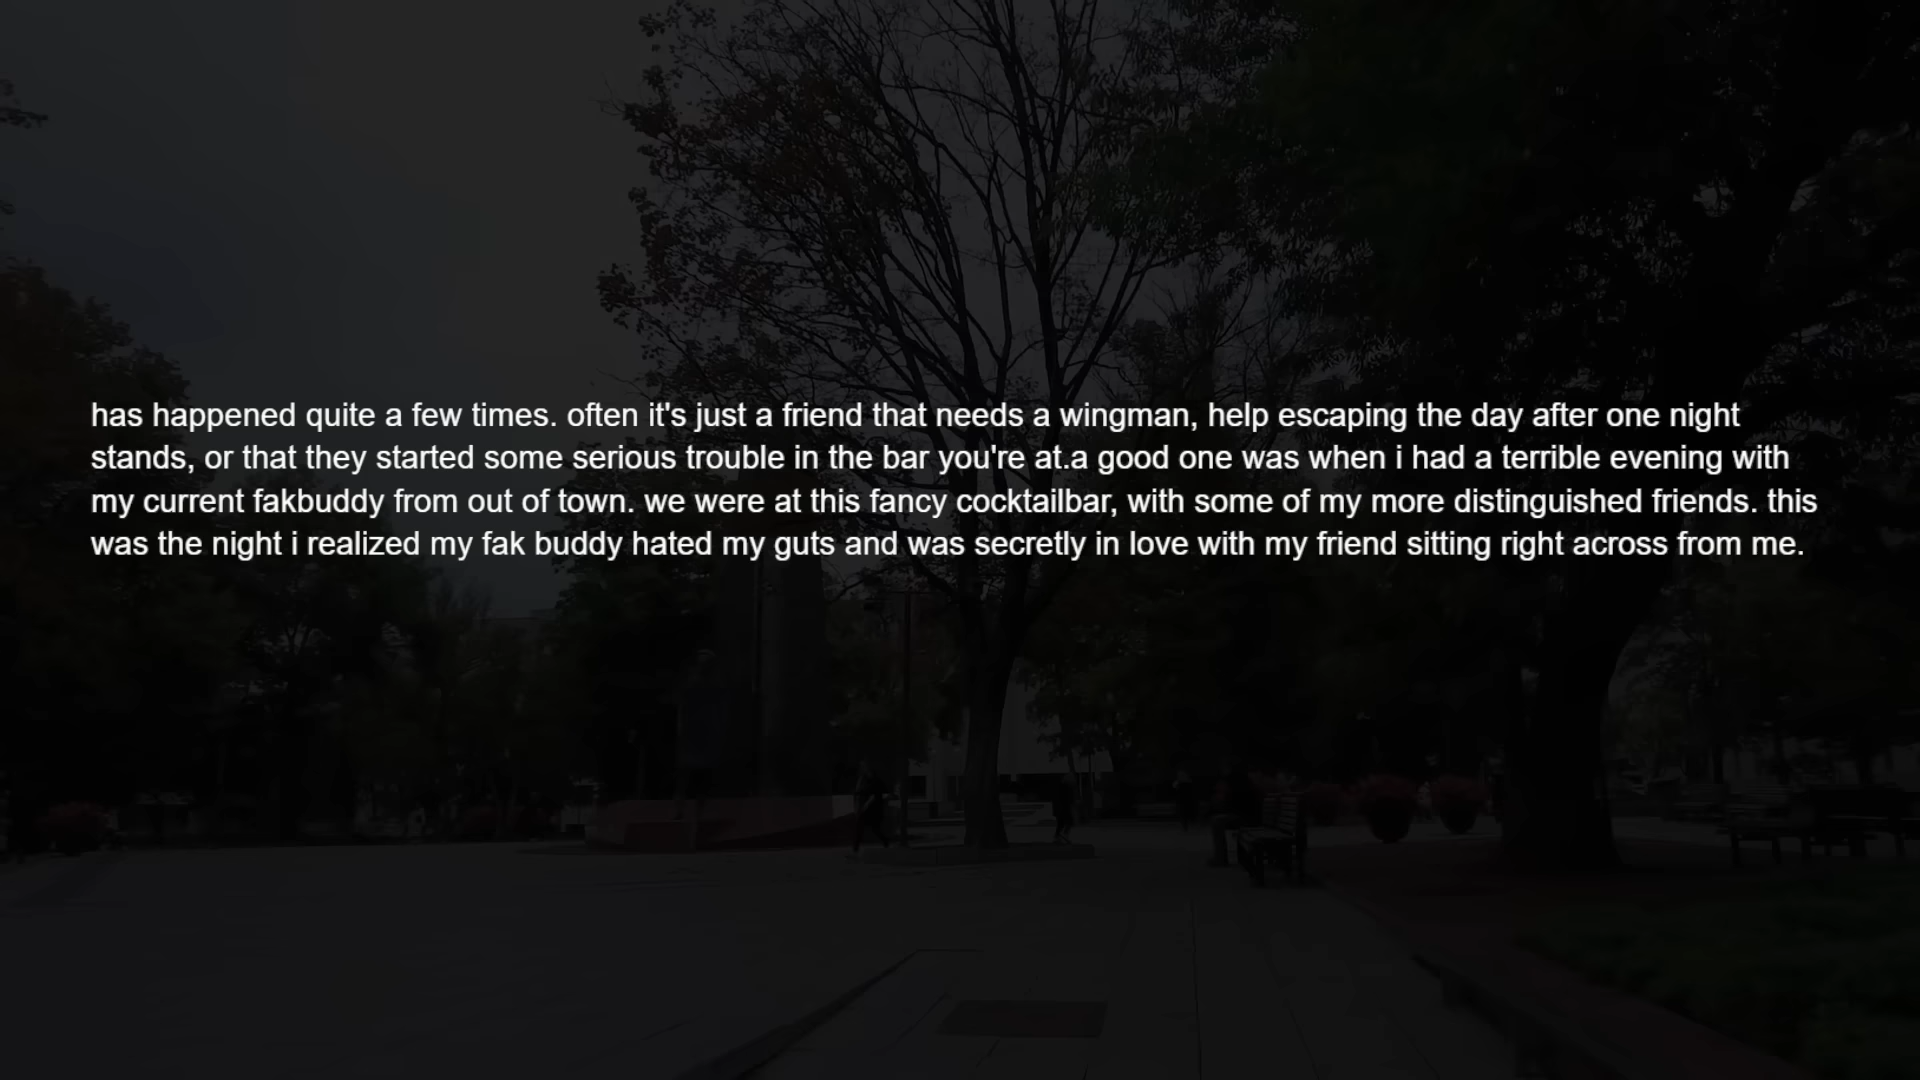 has happened quite a few times. often it's just a friend that needs a wingman, help escaping the day after one night
stands, or that they started some serious trouble in the bar you're at.a good one was when i had a terrible evening with
my current fakbuddy from out of town. we were at this fancy cocktailbar, with some of my more distinguished friends. this
was the night i realized my fak buddy hated my guts and was secretly in love with my friend sitting right across from me.